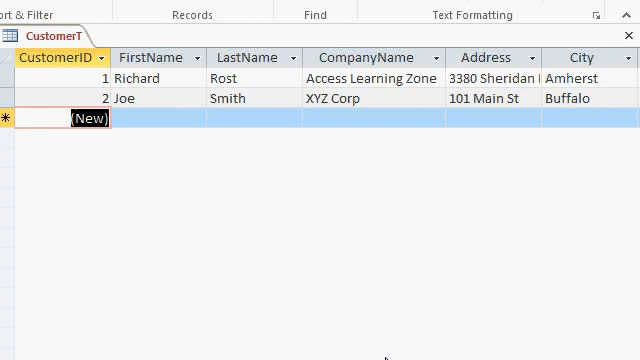 ort & Filter Records Find Text Formatting
CustomerT
CustomerID FirstName LastName CompanyName Address City
1 Richard Rost Access Learning Zone 3380 Sheridan Amherst
2 Joe Smith XYZ Corp 101 Main St Buffalo
* (New)